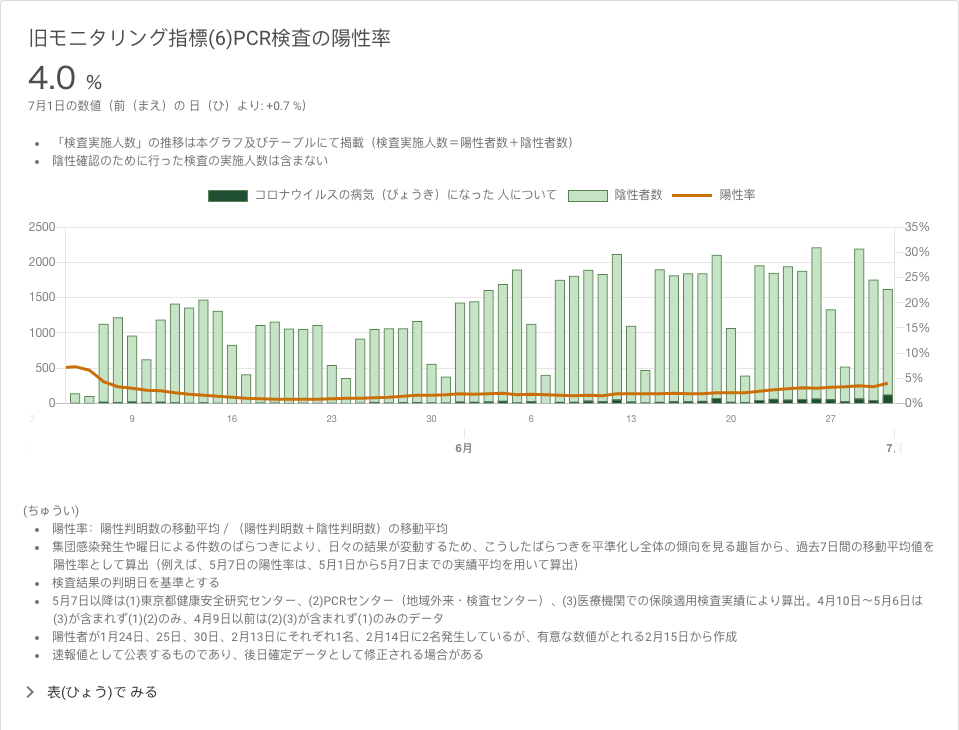 旧モニタリング指標(6)PCR検査の陽性率
4.0 %
7月1日の数値（前（まえ）の 日（ひ）より: +0.7 %）
「検査実施人数」の推移は本グラフ及びテーブルにて掲載（検査実施人数＝陽性者数＋陰性者数）
陰性確認のために行った検査の実施人数は含まない
コロナウイルスの病気（びょうき）になった 人について 陰性者数 陽性率
2500 35%
30%
2000
25%
1500 20%
15%
1000
10%
500
5%
0 0%
2 9 16 23 30 6 13 20 27
6月 7月
(ちゅうい)
陽性率：陽性判明数の移動平均 / （陽性判明数＋陰性判明数）の移動平均
集団感染発生や曜日による件数のばらつきにより、日々の結果が変動するため、こうしたばらつきを平準化し全体の傾向を見る趣旨から、過去7日間の移動平均値を
陽性率として算出（例えば、5月7日の陽性率は、5月1日から5月7日までの実績平均を用いて算出）
検査結果の判明日を基準とする
5月7日以降は(1)東京都健康安全研究センター、(2)PCRセンター（地域外来・検査センター）、(3)医療機関での保険適用検査実績により算出。4月10日～5月6日は
(3)が含まれず(1)(2)のみ、4月9日以前は(2)(3)が含まれず(1)のみのデータ
陽性者が1月24日、25日、30日、2月13日にそれぞれ1名、2月14日に2名発生しているが、有意な数値がとれる2月15日から作成
速報値として公表するものであり、後日確定データとして修正される場合がある
表(ひょう)で みる